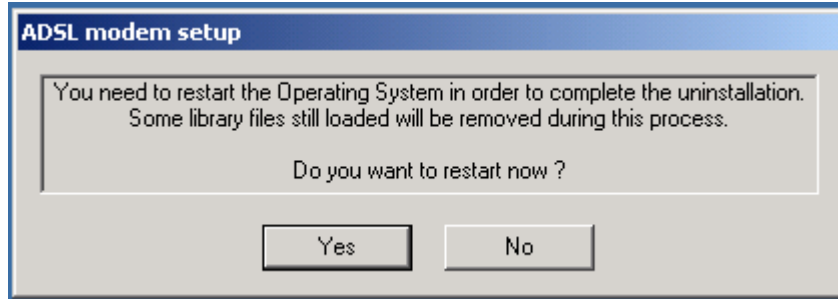 ADSL modem setup
You need to restart the Operating System in order to complete the uninstallation.
Some library files still loaded will be removed during this process.
Do you want to restart now ?
Yes
No